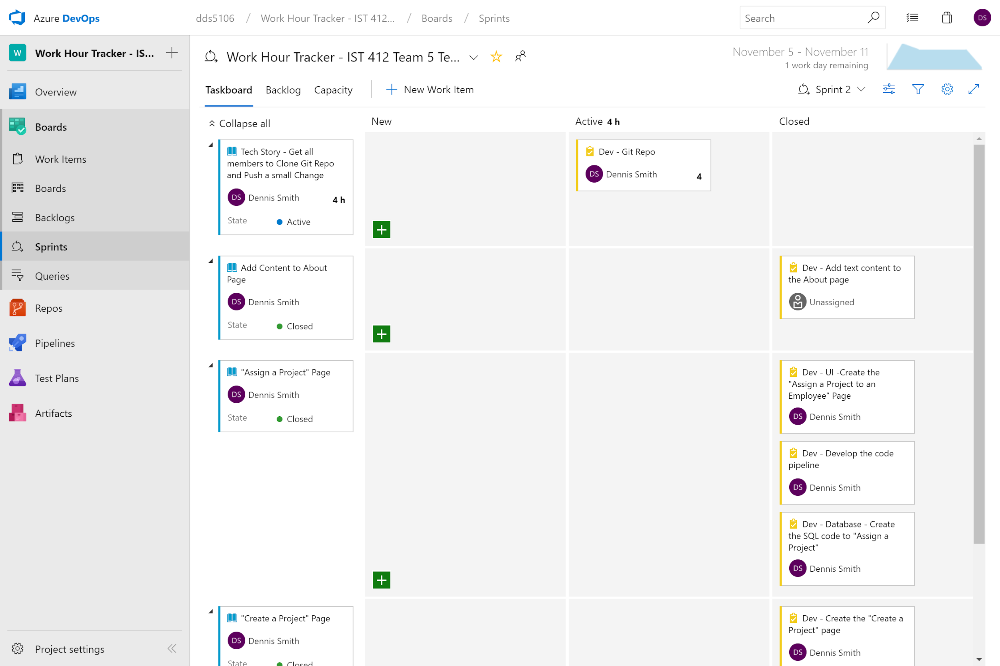 Azure DevOps
dds5106 / Work Hour Tracker - IST 412... / Boards / Sprints
Search
DS
W
Work Hour Tracker - IS...
Overview
Boards
Work Items
Boards
Backlogs
Sprints
Queries
Repos
Pipelines
Test Plans
Artifacts
Project settings
Work Hour Tracker - IST 412 Team 5 Te...
November 5 - November 11
1 work day remaining
Taskboard
Backlog
Capacity
New Work Item
Sprint 2
Collapse all
New
Active 4 h
Closed
Tech Story - Get all
members to Clone Git Repo
and Push a small Change
DS Dennis Smith 4 h
State Active
Dev - Git Repo
DS Dennis Smith 4
Add Content to About
Page
DS Dennis Smith
State Closed
Dev - Add text content to
the About page
Unassigned
"Assign a Project" Page
DS Dennis Smith
State Closed
Dev - UI -Create the
"Assign a Project to an
Employee" Page
DS Dennis Smith
Dev - Develop the code
pipeline
DS Dennis Smith
Dev - Database - Create
the SQL code to "Assign a
Project"
DS Dennis Smith
"Create a Project" Page
DS Dennis Smith
State Closed
Dev - Create the "Create a
Project" page
DS Dennis Smith